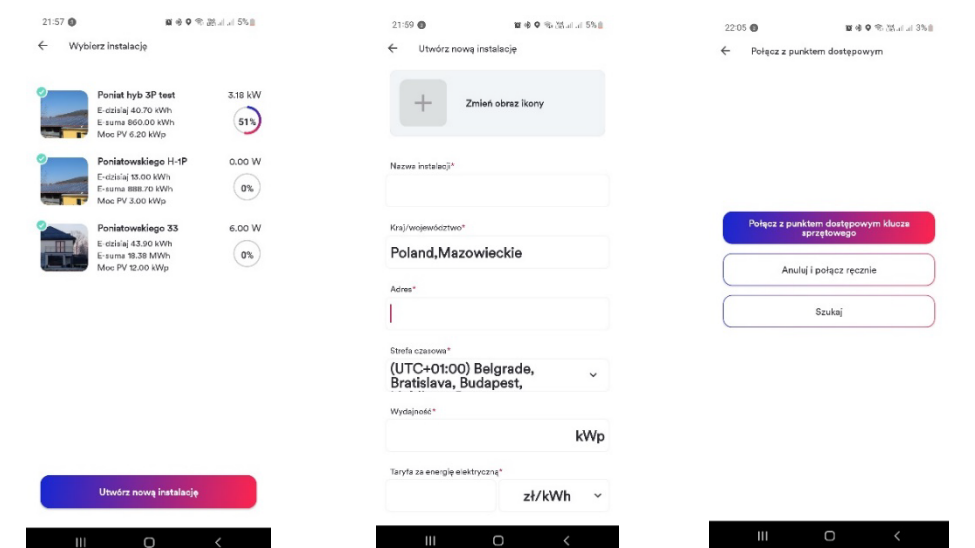 21:57
5%
Wybierz instalację
Poniat hyb 3P test
3.18 kW
E-dzisiaj 40.70 kWh
E-suma 860.00 kWh
Moc PV 6.20 kWp
51%
Poniatowskiego H-1P
0.00 W
E-dzisiaj 13.00 kWh
E-suma 888.70 kWh
Moc PV 3.00 kWp
0%
Poniatowskiego 33
6.00 W
E-dzisiaj 43.90 kWh
E-suma 18.38 MWh
Moc PV 12.00 kWp
0%
Utwórz nową instalację
21:59
5%
Utwórz nową instalację
Zmień obraz ikony
Nazwa instalacji*
Kraj/województwo*
Poland,Mazowieckie
Adres*
Strefa czasowa*
(UTC+01:00) Belgrade,
Bratislava, Budapest,
Wydajność*
kWp
Taryfa za energię elektryczną*
zł/kWh
22:05
3%
Połącz z punktem dostępowym
Połącz z punktem dostępowym klucza
sprzętowego
Anuluj i połącz ręcznie
Szukaj